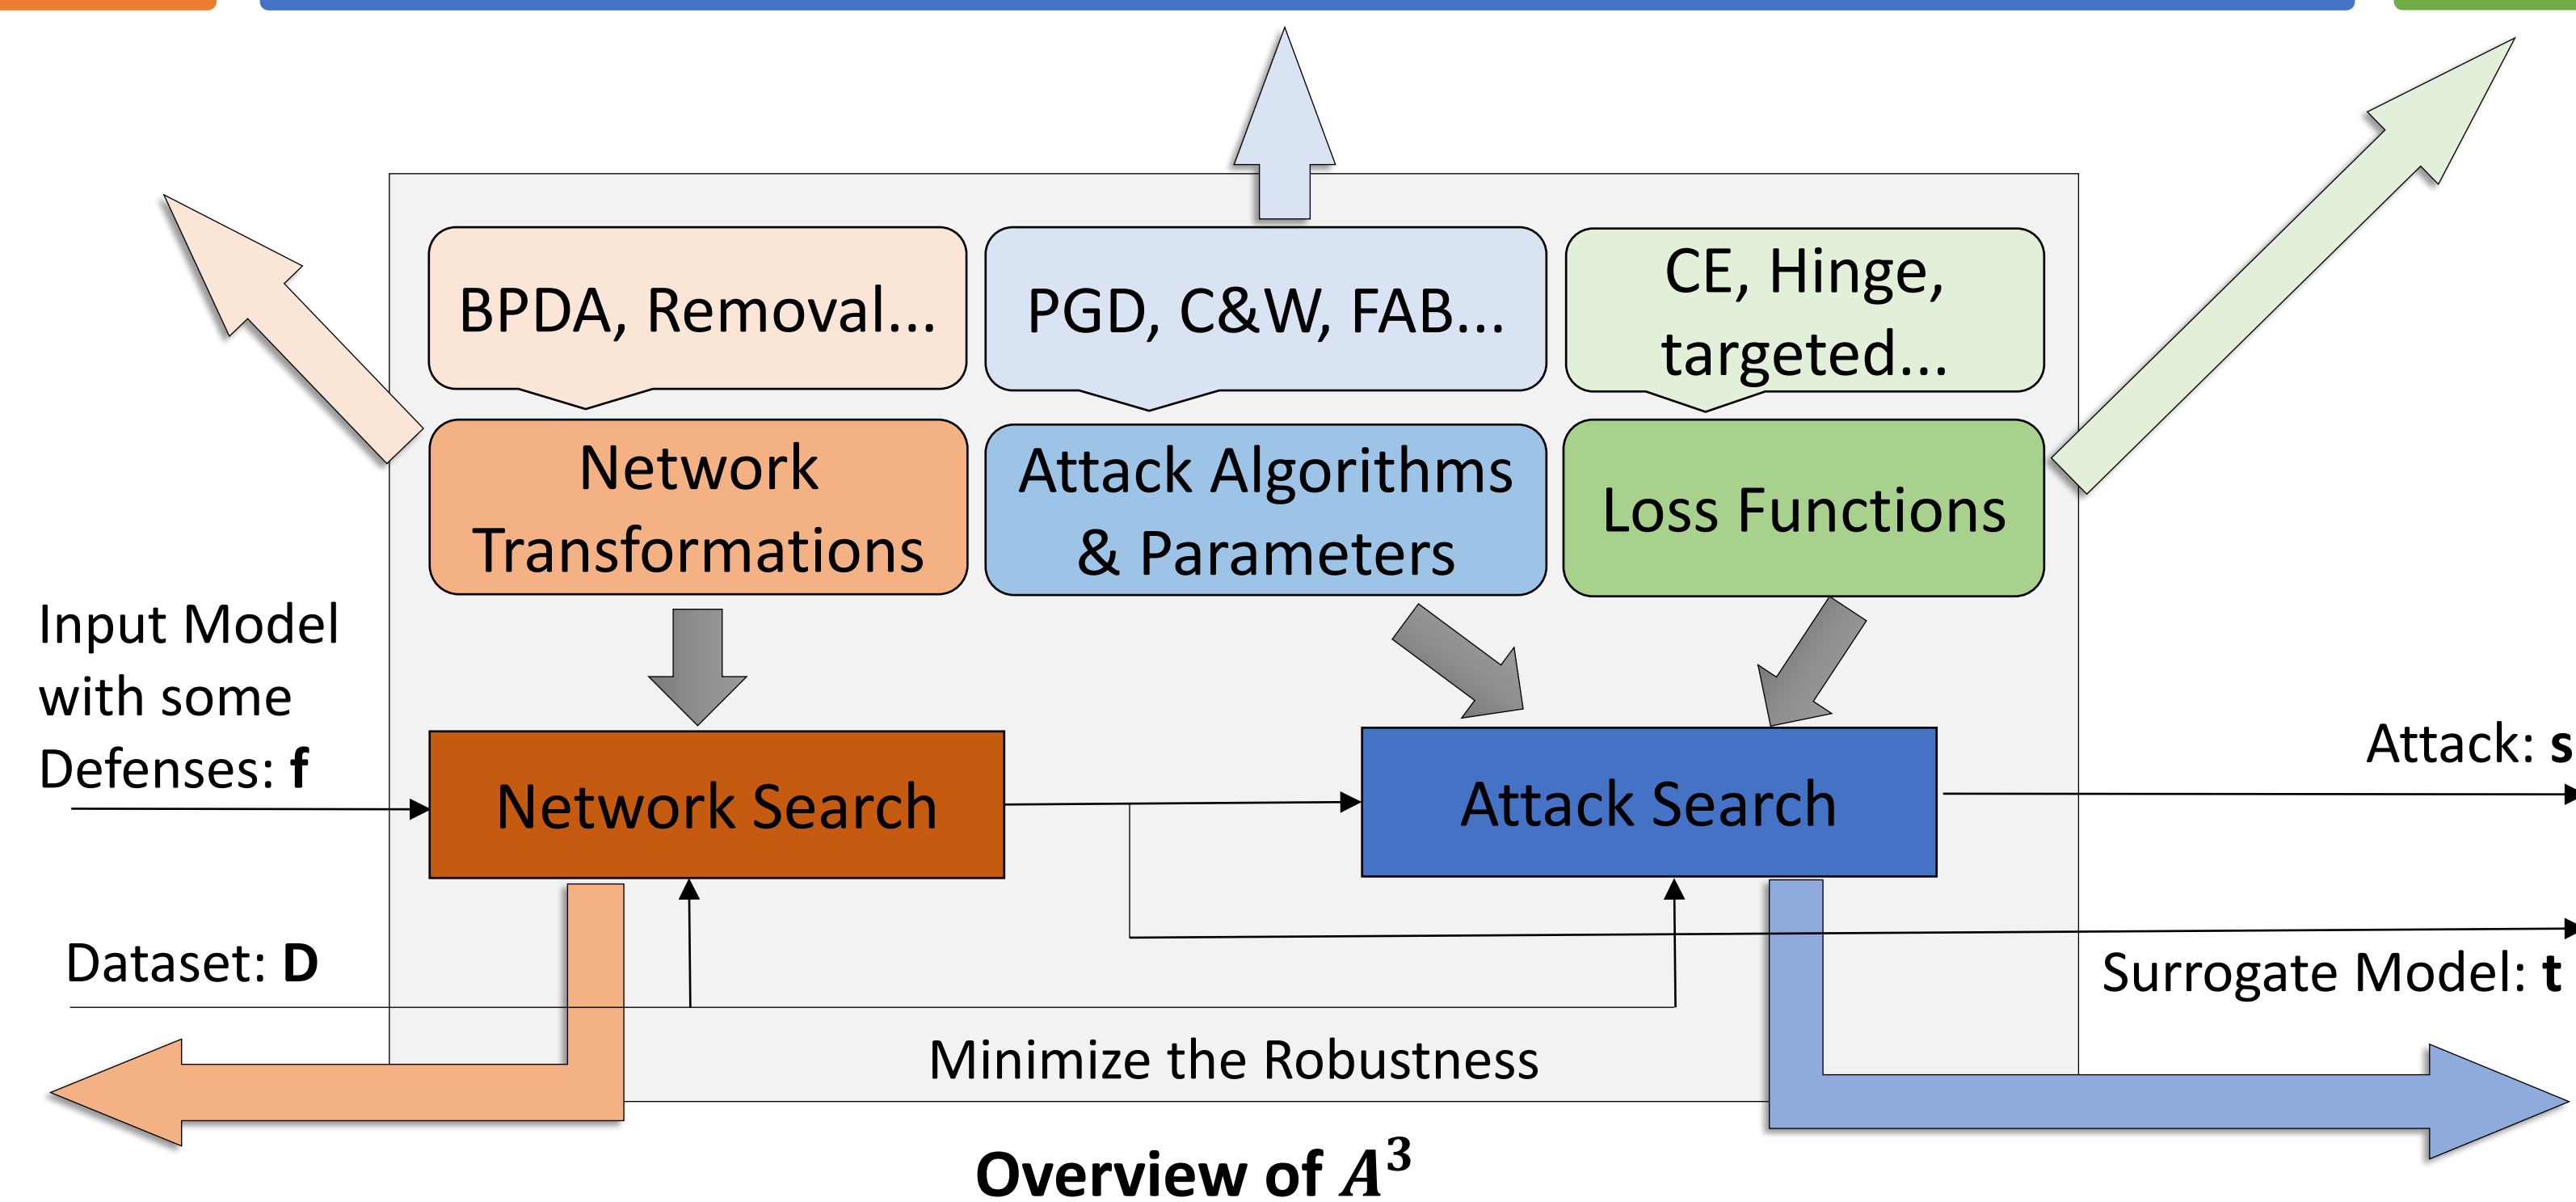 BPDA, Removal...
PGD, C&W, FAB...
CE, Hinge,
targeted...
Network
Transformations
Attack Algorithms
& Parameters
Loss Functions
Input Model
with some
Defenses: f
Network Search
Attack Search
Attack: s
Dataset: D
Surrogate Model: t
Minimize the Robustness
Overview of A³